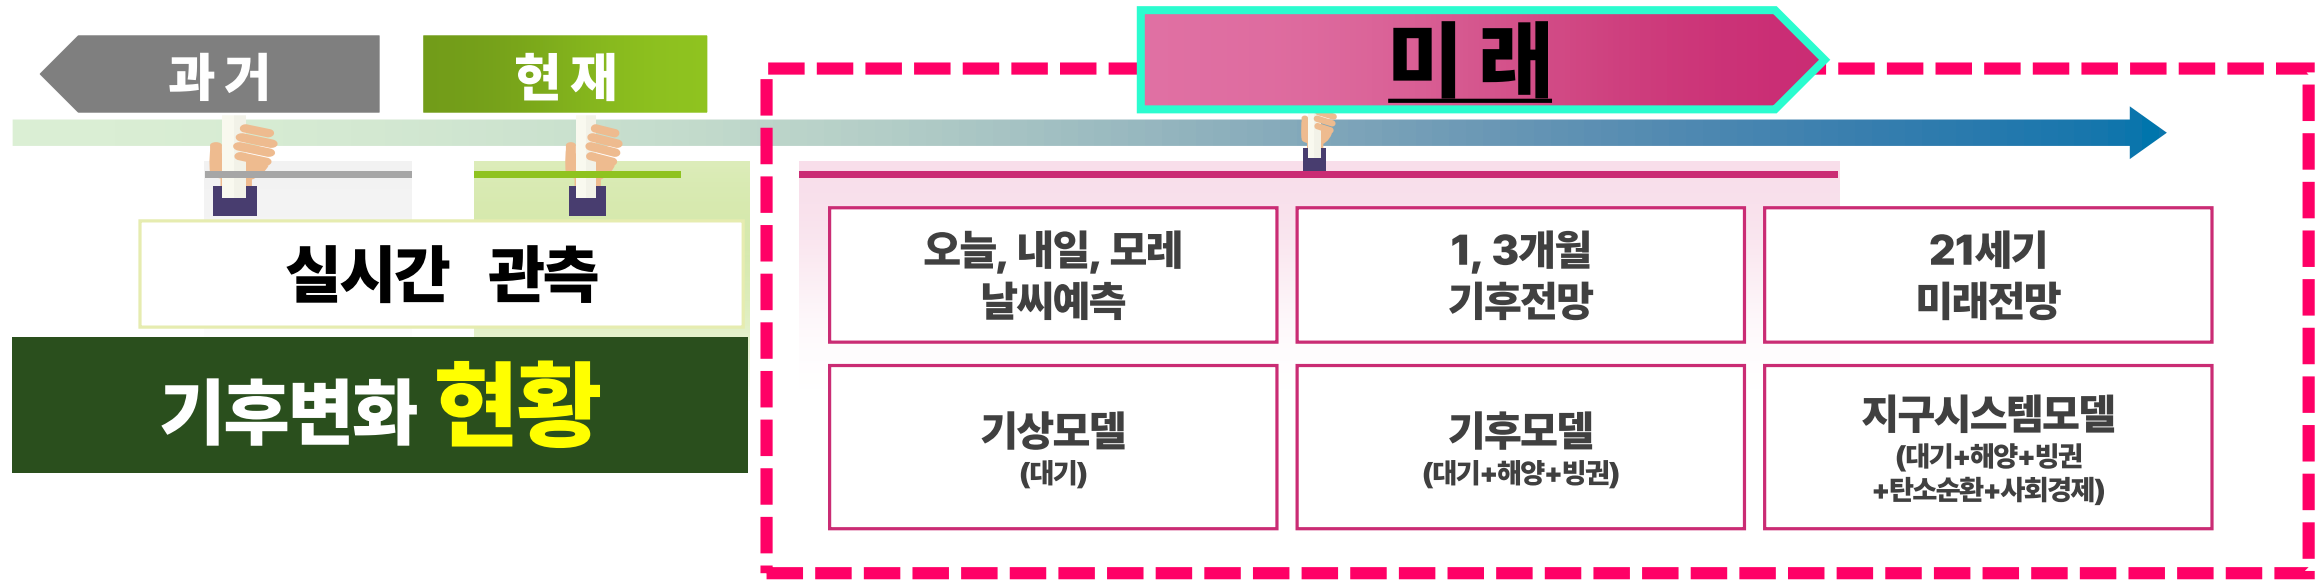 과거
현재
미래
실시간 관측
기후변화 현황
오늘, 내일, 모레
날씨예측
1, 3개월
기후전망
21세기
미래전망
기상모델
(대기)
기후모델
(대기+해양+빙권)
지구시스템모델
(대기+해양+빙권
+탄소순환+사회경제)